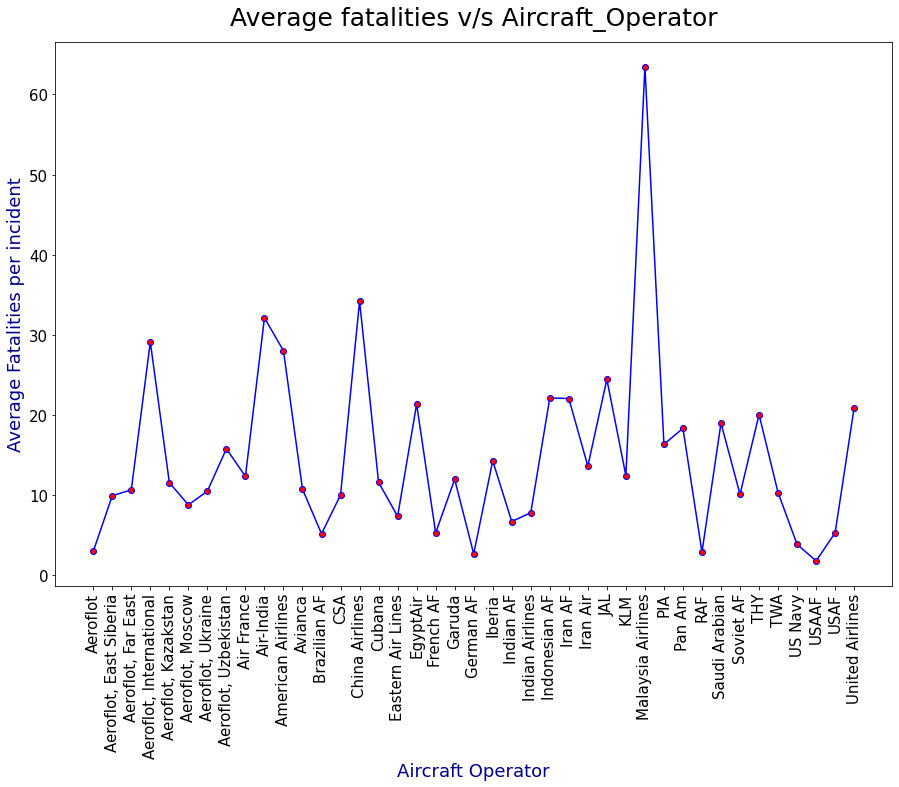 Average fatalities v/s Aircraft_Operator
Average Fatalities per incident
60
50
40
30
20
10
0
Aeroflot
Aeroflot, East Siberia
Aeroflot, Far East
Aeroflot, International
Aeroflot, Kazakstan
Aeroflot, Moscow
Aeroflot, Ukraine
Aeroflot, Uzbekistan
Air France
Air-India
American Airlines
Avianca
Brazilian AF
CSA
China Airlines
Cubana
Eastern Air Lines
EgyptAir
French AF
Garuda
German AF
Iberia
Indian AF
Indian Airlines
Indonesian AF
Iran AF
Iran Air
JAL
KLM
Malaysia Airlines
PIA
Pan Am
RAF
Saudi Arabian
Soviet AF
THY
TWA
US Navy
USAAF
USAF
United Airlines
Aircraft Operator